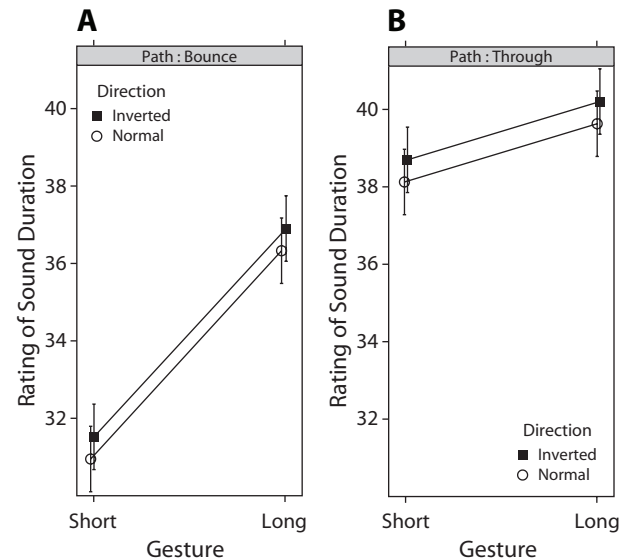 A
Path : Bounce
Direction
Inverted
Normal
40
38
36
34
32
Rating of Sound Duration
Short
Long
Gesture
B
Path : Through
40
38
36
34
32
Rating of Sound Duration
Direction
Inverted
Normal
Short
Long
Gesture